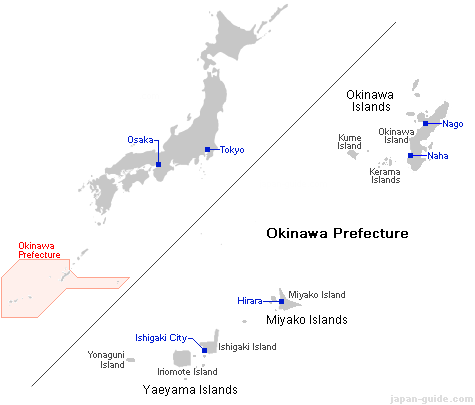 Okinawa
Islands
Nago
Osaka
Okinawa
Island
Kume
Island
Tokyo
Naha
Kerama
Islands
Okinawa Prefecture
Okinawa
Prefecture
Miyako Island
Hirara
Miyako Islands
Ishigaki City
Ishigaki Island
Yonaguni
Island
Iriomote Island
Yaeyama Islands
japan-guide.com